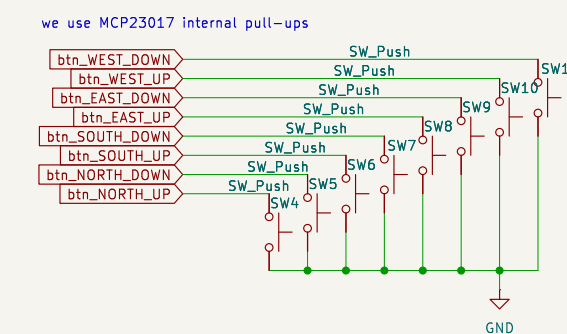 we use MCP23017 internal pull-ups
SW_Push
btn_WEST_DOWN
SW_Push
btn_WEST_UP
SW_Push
SW10
btn_EAST_DOWN
SW_Push
SW9
btn_EAST_UP
SW_Push
SW8
btn_SOUTH_DOWN
SW_Push
SW7
btn_SOUTH_UP
SW_Push
SW6
btn_NORTH_DOWN
SW_Push
SW5
btn_NORTH_UP
SW4
GND